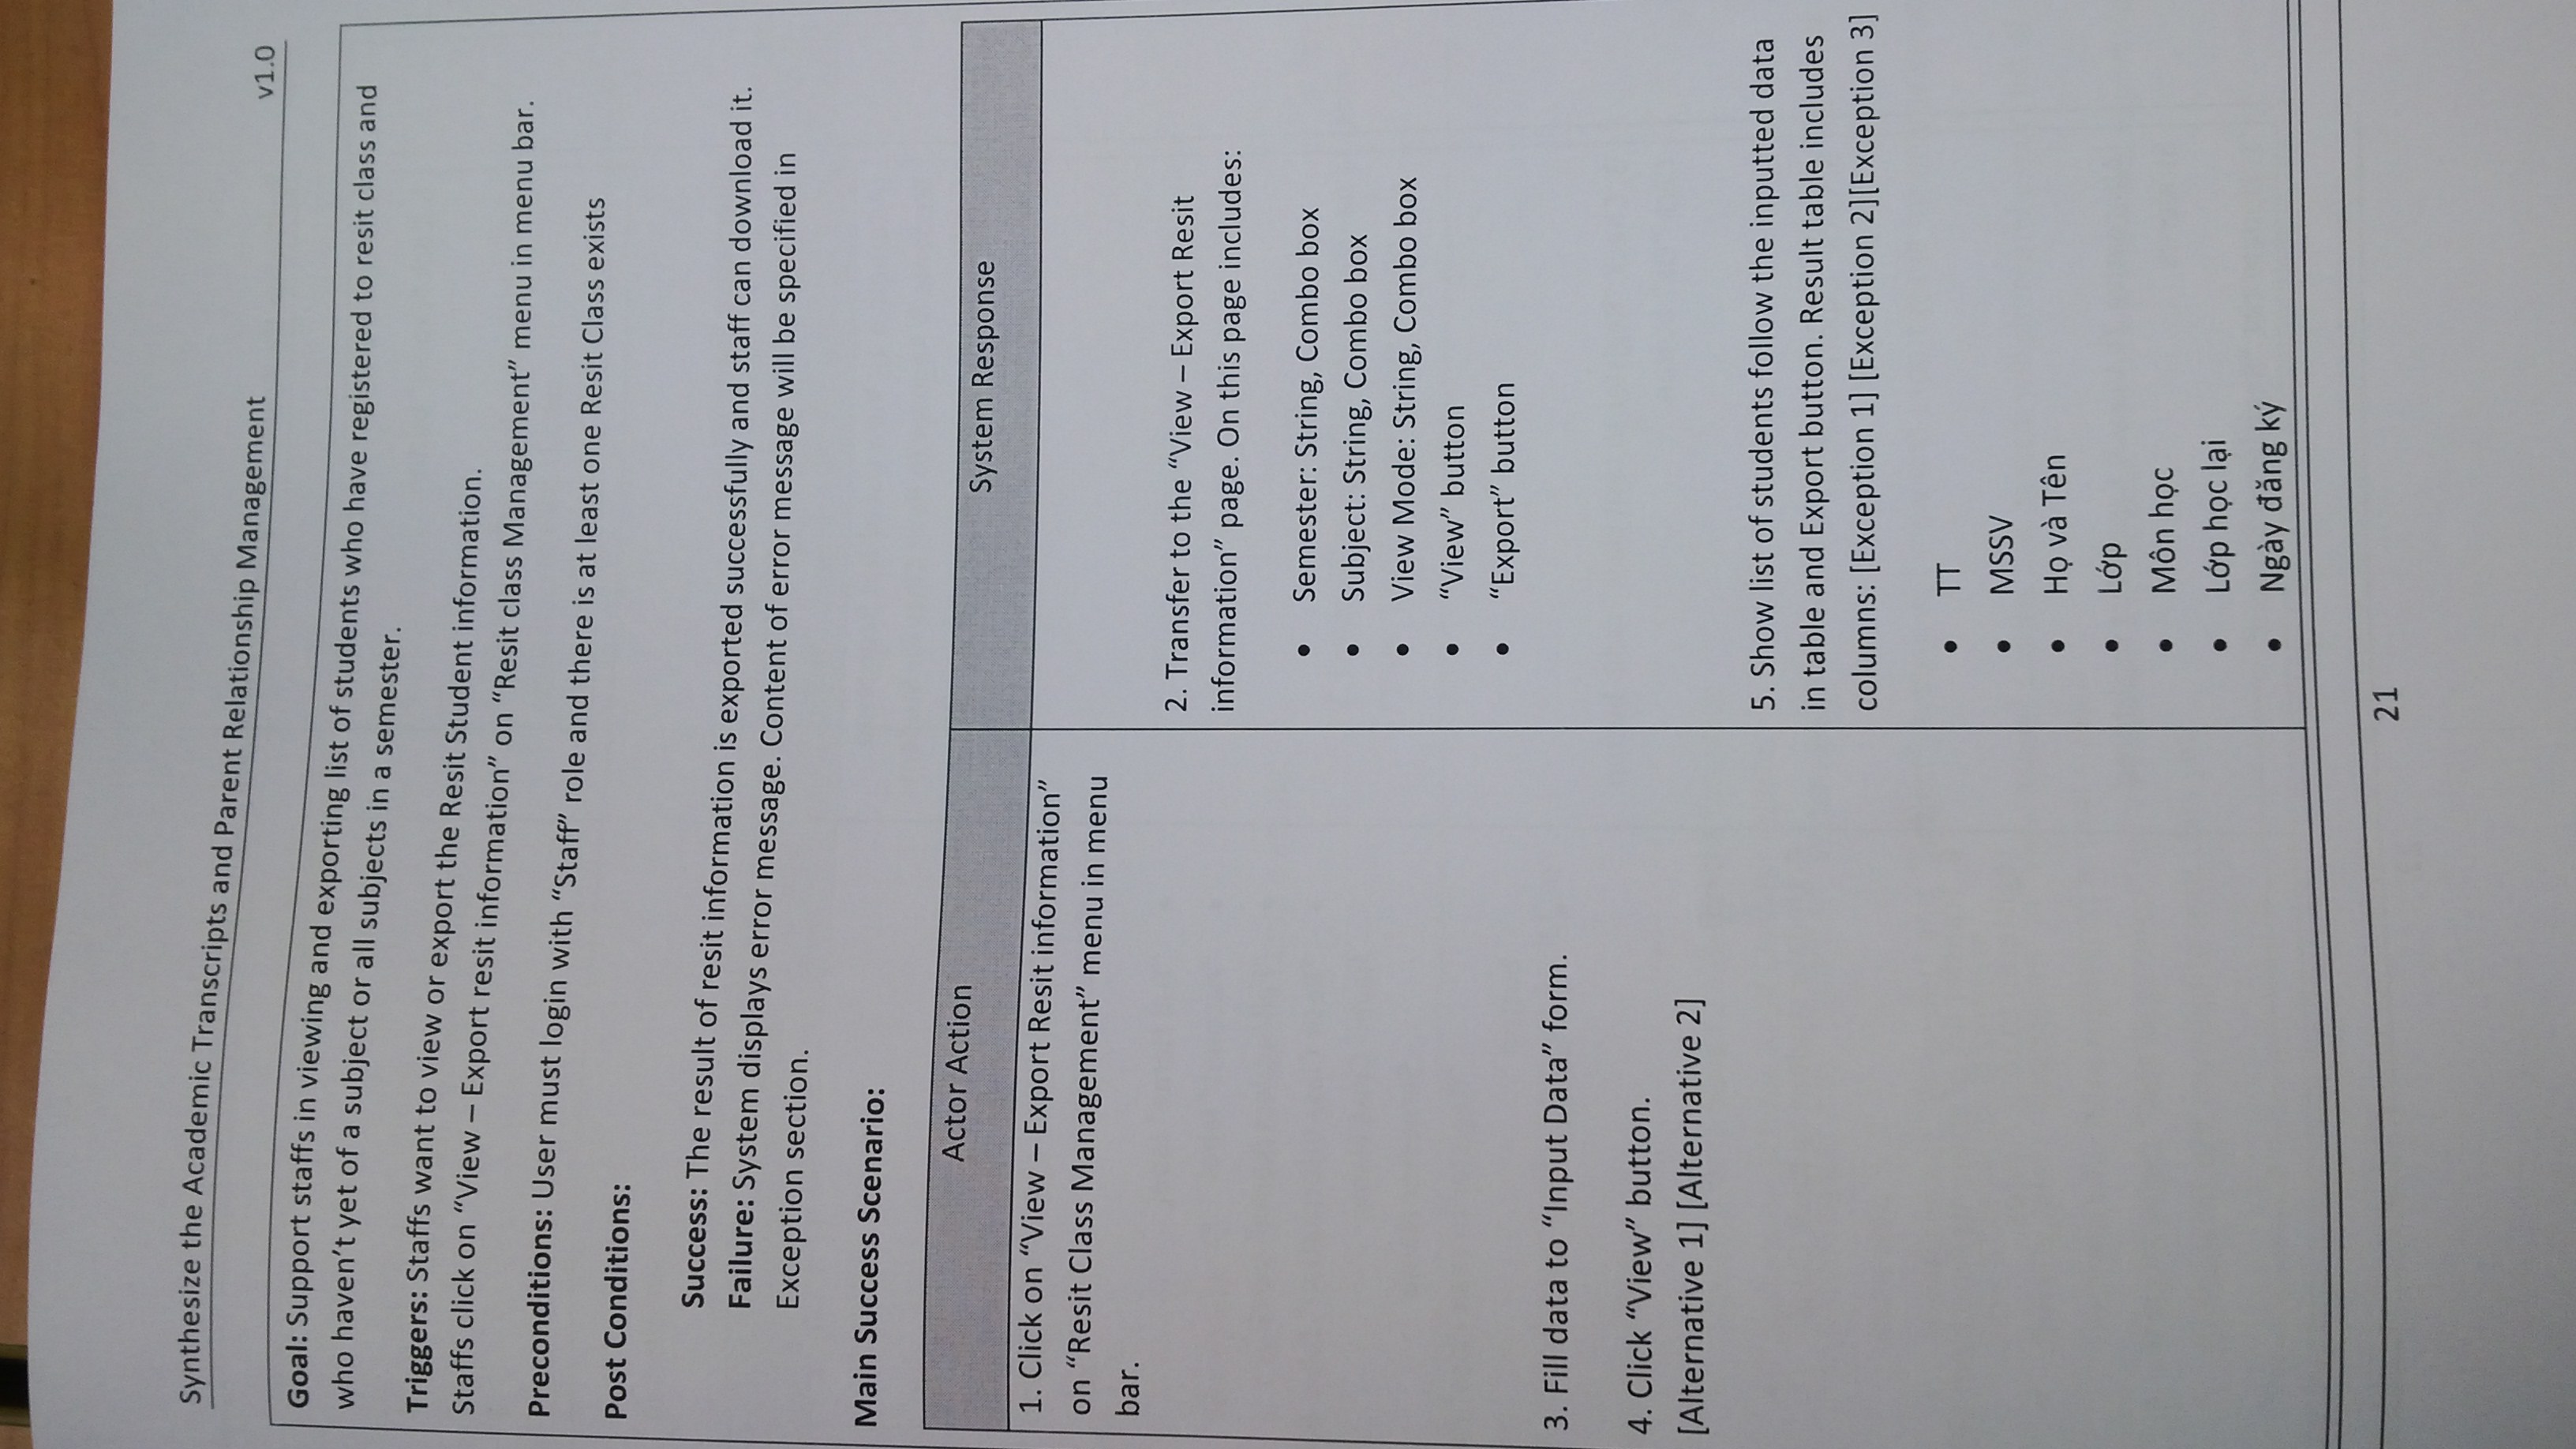 Synthesize the Academic Transcripts and Parent Relationship Management v1.0
Goal: Support staffs in viewing and exporting list of students who have registered to resit class and
who haven’t yet of a subject or all subjects in a semester.
Triggers: Staffs want to view or export the Resit Student information.
Staffs click on “View – Export resit information” on “Resit class Management” menu in menu bar.
Preconditions: User must login with “Staff” role and there is at least one Resit Class exists
Post Conditions:
Success: The result of resit information is exported successfully and staff can download it.
Failure: System displays error message. Content of error message will be specified in
Exception section.
Main Success Scenario:
Actor Action
System Response
1. Click on “View – Export Resit information”
on “Resit Class Management” menu in menu
bar.
2. Transfer to the “View – Export Resit
information” page. On this page includes:
• Semester: String, Combo box
• Subject: String, Combo box
• View Mode: String, Combo box
• “View” button
• “Export” button
3. Fill data to “Input Data” form.
4. Click “View” button.
[Alternative 1] [Alternative 2]
5. Show list of students follow the inputted data
in table and Export button. Result table includes
columns: [Exception 1] [Exception 2][Exception 3]
• TT
• MSSV
• Họ và Tên
• Lớp
• Môn học
• Lớp học lại
• Ngày đăng ký
21